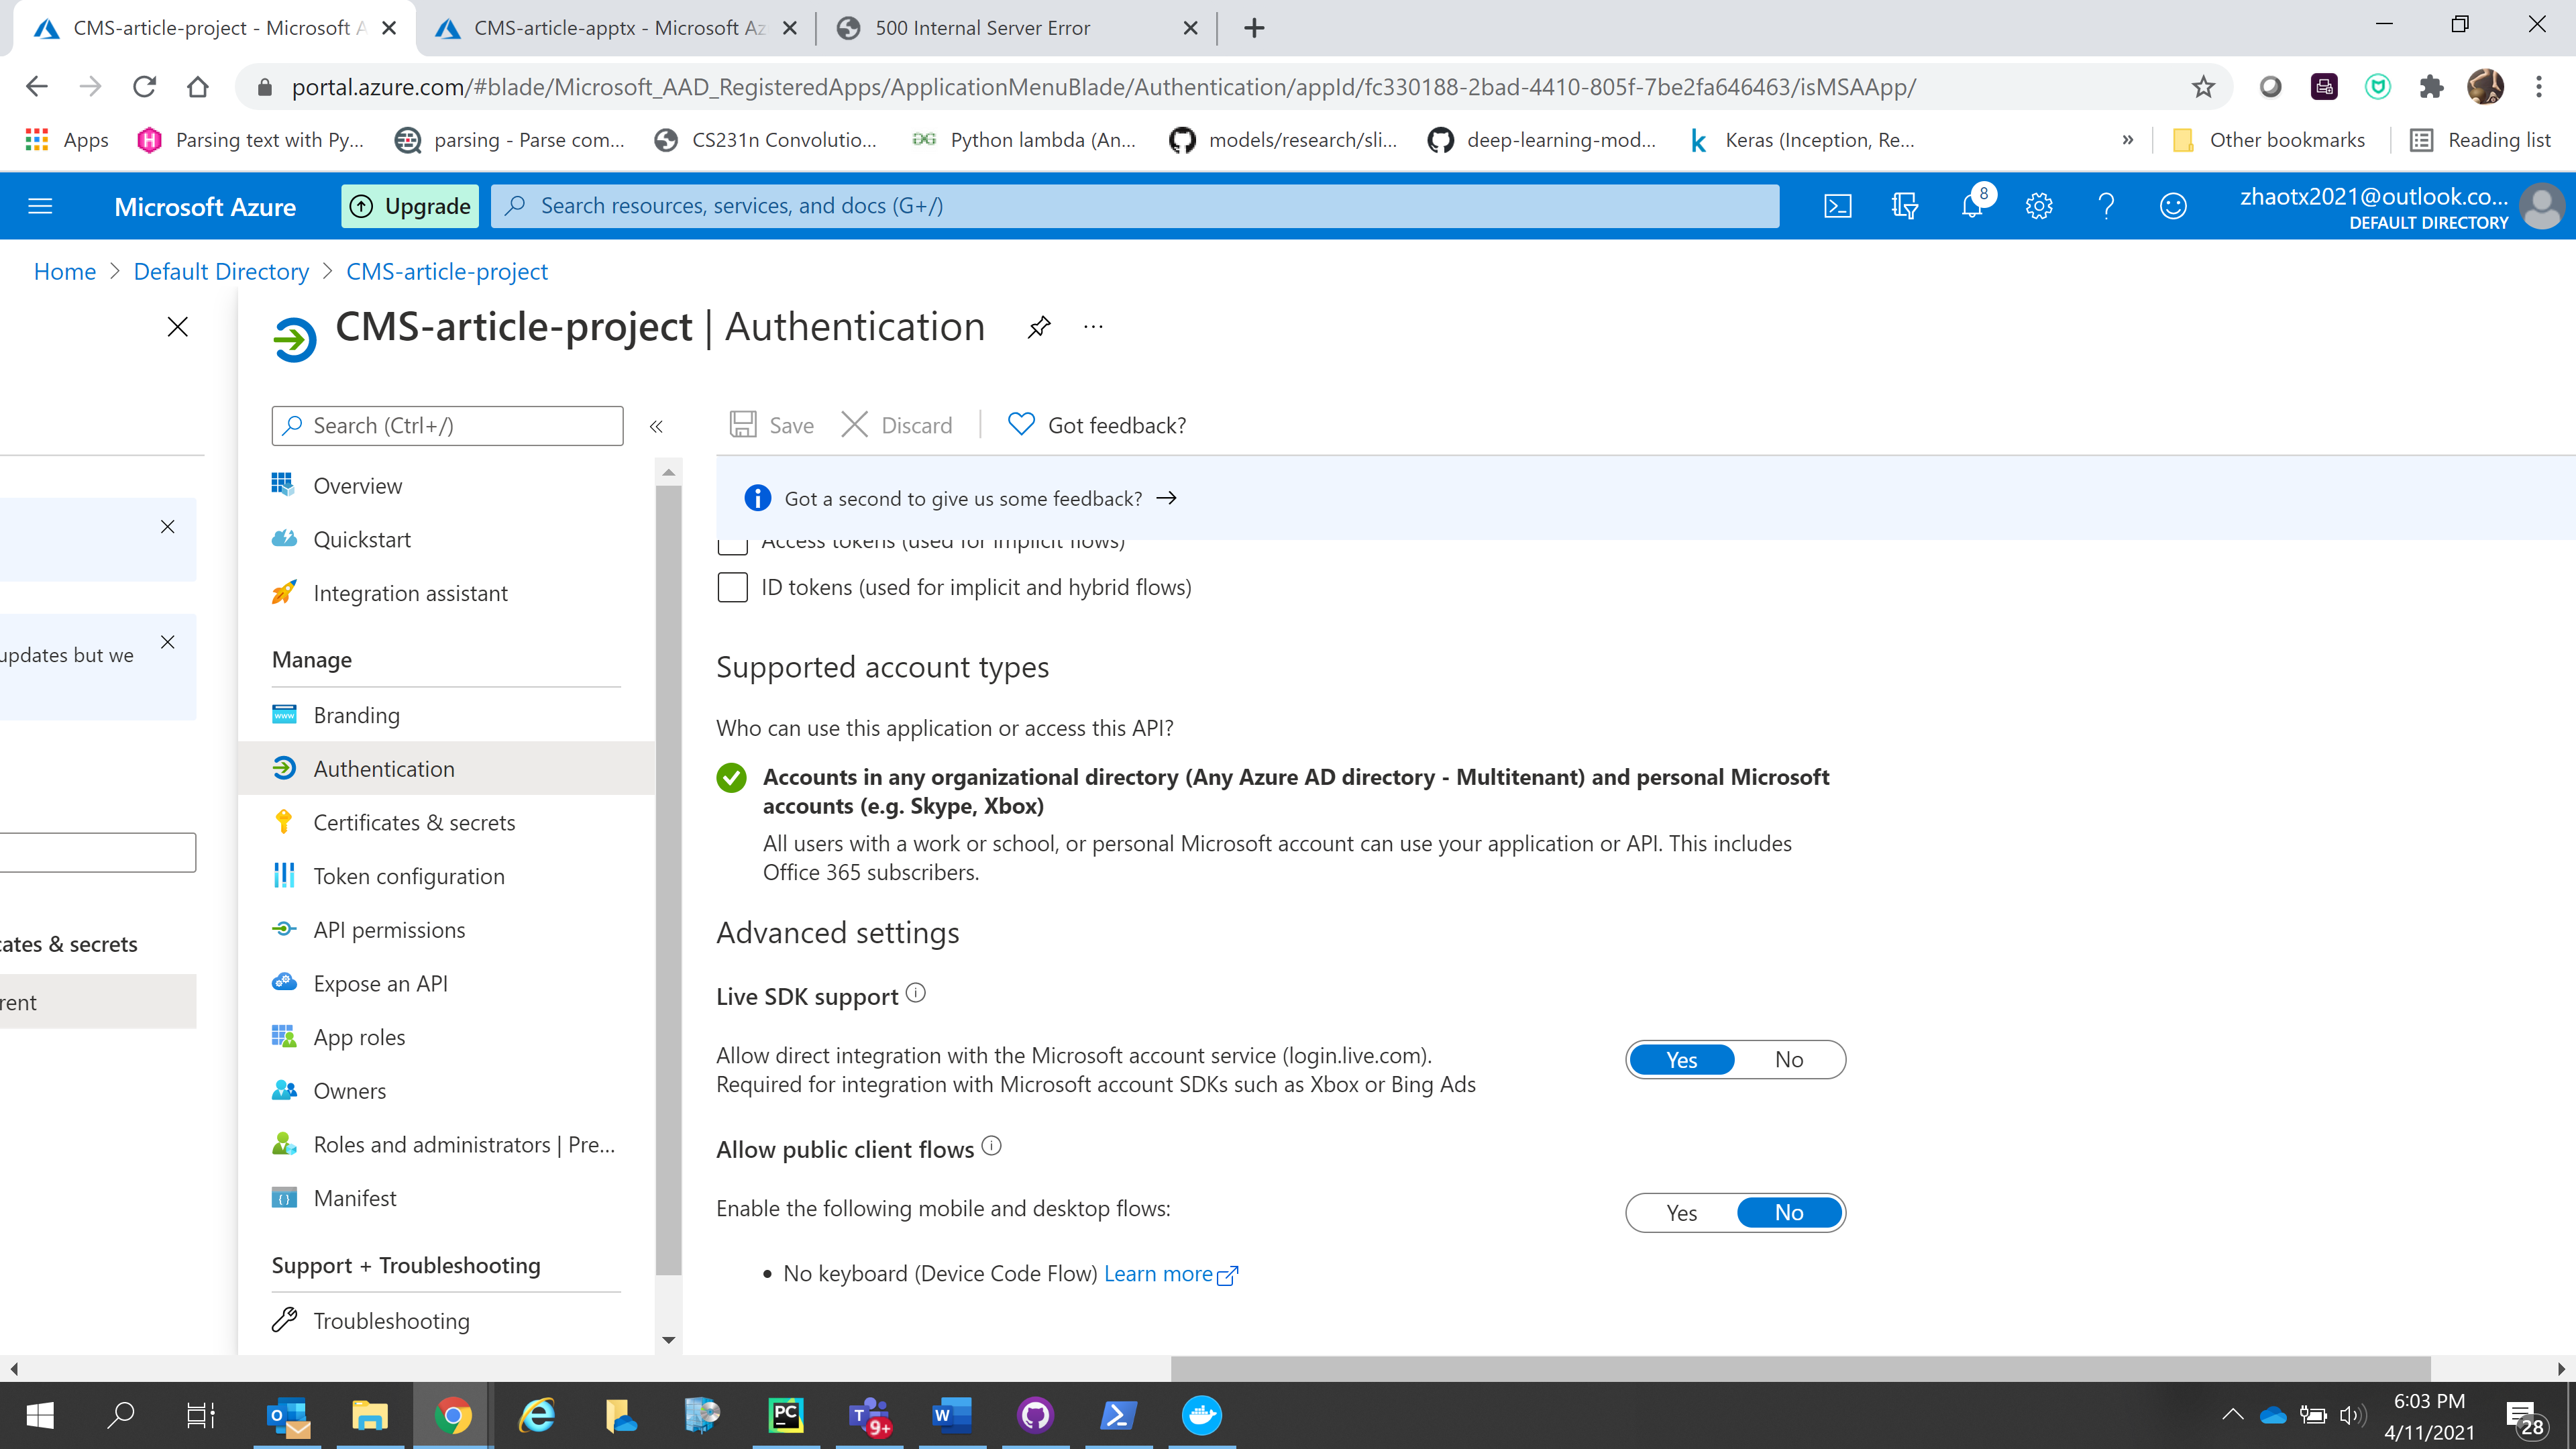 CMS-article-project - Microsoft A
CMS-article-apptx - Microsoft Az
500 Internal Server Error
portal.azure.com/#blade/Microsoft_AAD_RegisteredApps/ApplicationMenuBlade/Authentication/appId/fc330188-2bad-4410-805f-7be2fa646463/isMSAApp/
Apps
Parsing text with Py...
parsing - Parse com...
CS231n Convolutio...
Python lambda (An...
models/research/sli...
deep-learning-mod...
Keras (Inception, Re...
»
Other bookmarks
Reading list
Microsoft Azure
Upgrade
Search resources, services, and docs (G+/)
8
zhaotx2021@outlook.co...
DEFAULT DIRECTORY
Home > Default Directory > CMS-article-project
CMS-article-project | Authentication
...
Search (Ctrl+/)
«
Save
Discard
Got feedback?
Got a second to give us some feedback? →
Overview
Quickstart
Integration assistant
Manage
Branding
Authentication
Certificates & secrets
Token configuration
API permissions
Expose an API
App roles
Owners
Roles and administrators | Pre...
Manifest
Support + Troubleshooting
Troubleshooting
updates but we
cates & secrets
rent
Access tokens (used for implicit flows)
ID tokens (used for implicit and hybrid flows)
Supported account types
Who can use this application or access this API?
Accounts in any organizational directory (Any Azure AD directory - Multitenant) and personal Microsoft
accounts (e.g. Skype, Xbox)
All users with a work or school, or personal Microsoft account can use your application or API. This includes
Office 365 subscribers.
Advanced settings
Live SDK support
Allow direct integration with the Microsoft account service (login.live.com).
Required for integration with Microsoft account SDKs such as Xbox or Bing Ads
Yes
No
Allow public client flows
Enable the following mobile and desktop flows:
Yes
No
• No keyboard (Device Code Flow) Learn more
PC
T
9+
W
6:03 PM
4/11/2021
28